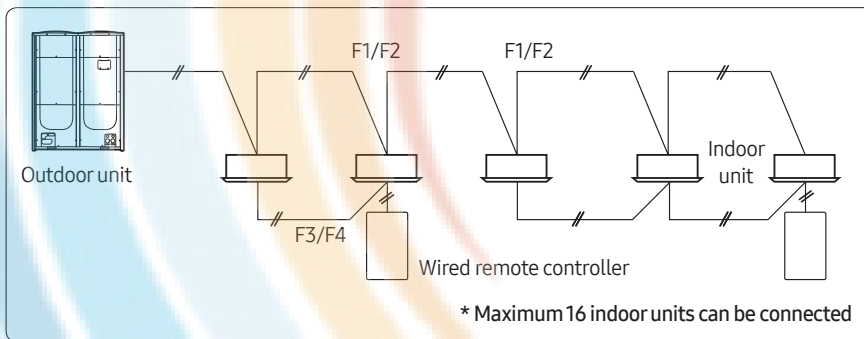 F1/F2
F1/F2
Outdoor unit
Indoor
unit
F3/F4
Wired remote controller
* Maximum 16 indoor units can be connected